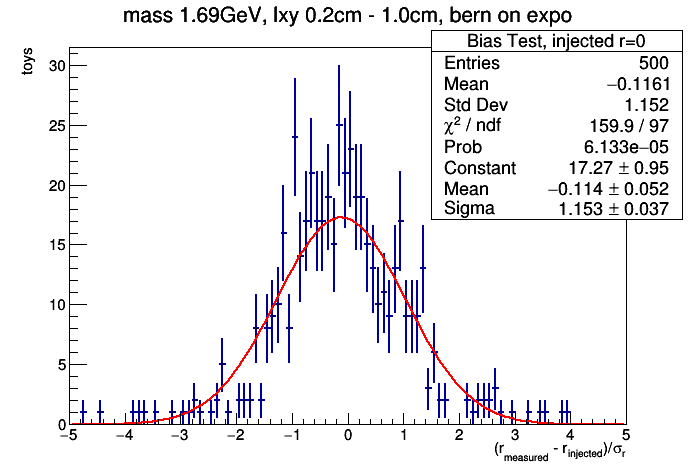 mass 1.69GeV, lxy 0.2cm - 1.0cm, bern on expo
Bias Test, injected r=0
Entries 500
Mean −0.1161
Std Dev 1.152
χ² / ndf 159.9 / 97
Prob 6.133e−05
Constant 17.27 ± 0.95
Mean −0.114 ± 0.052
Sigma 1.153 ± 0.037
toys
30
25
20
15
10
5
0
−5 −4 −3 −2 −1 0 1 2 3 4 5
(r_measured - r_injected)/σ_r